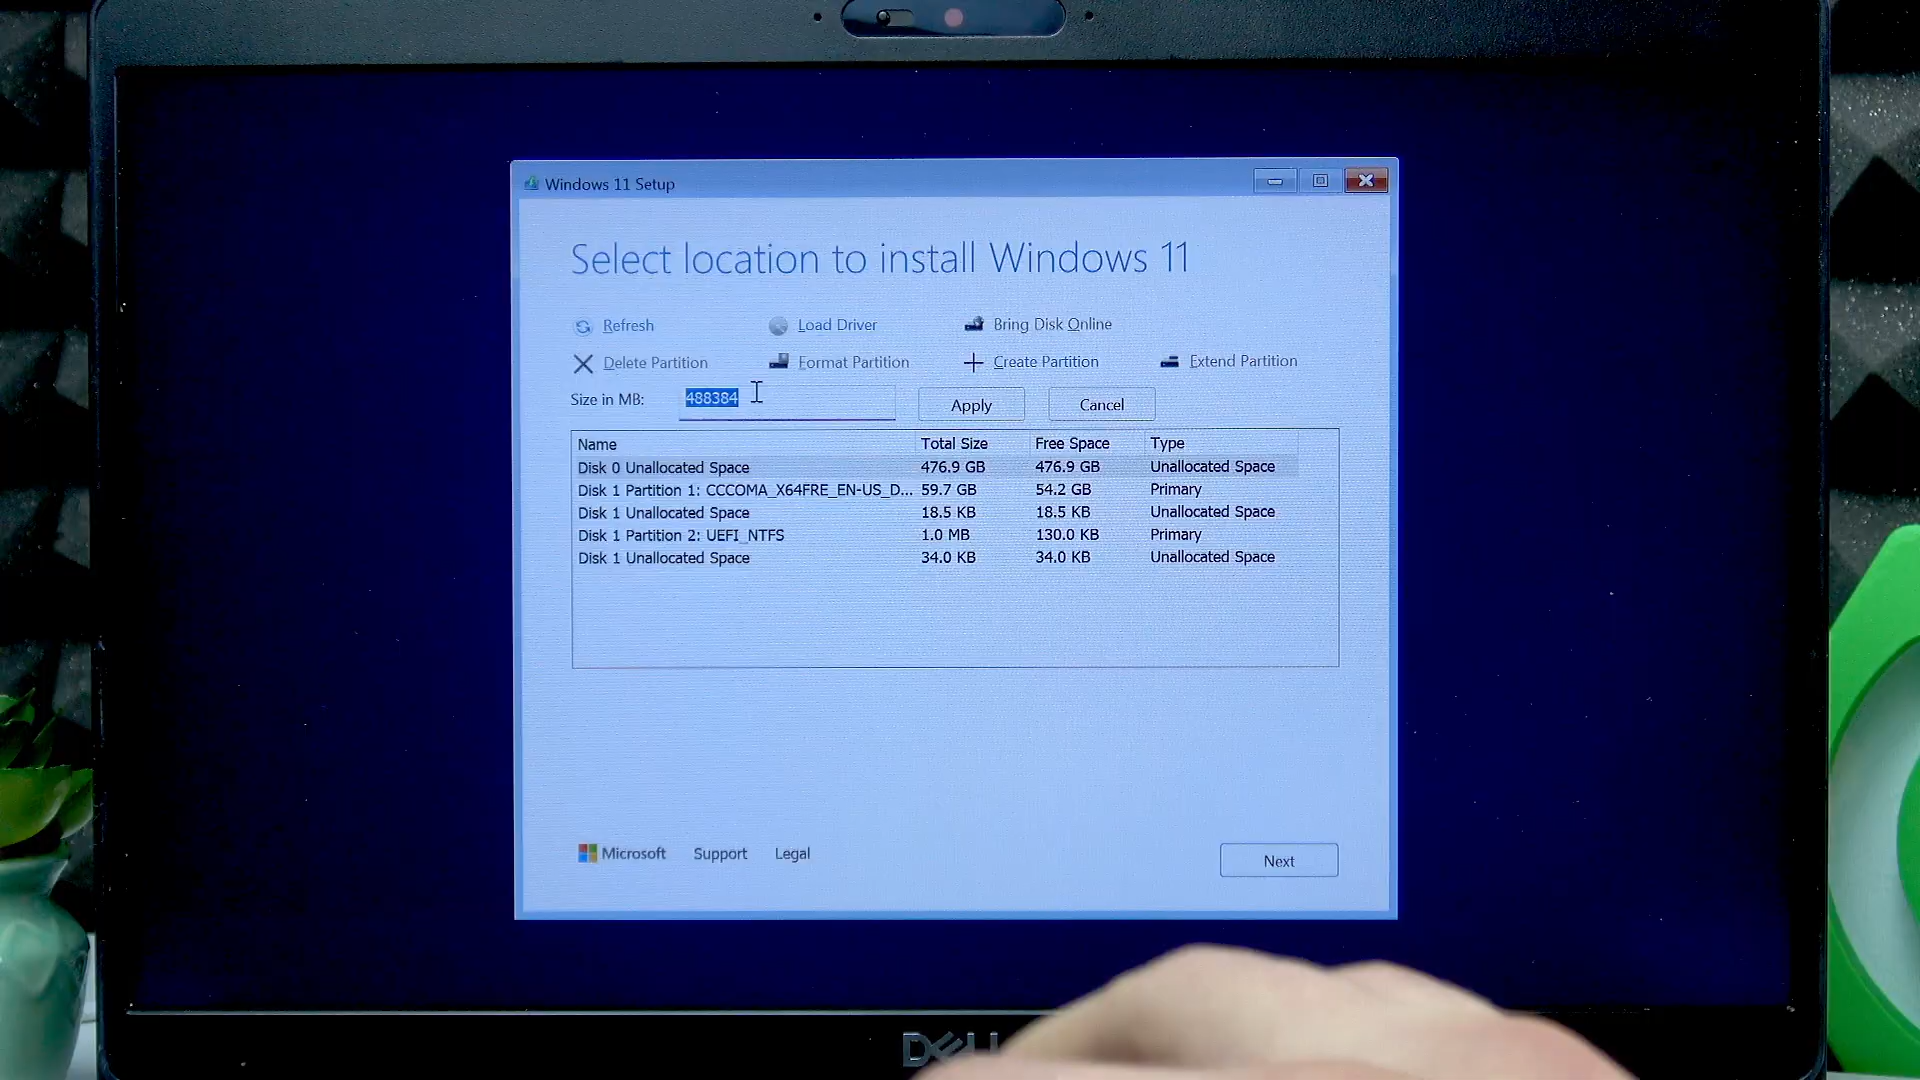 Windows 11 Setup
Select location to install Windows 11
Refresh Load Driver Bring Disk Online
Delete Partition Format Partition Create Partition Extend Partition
Size in MB: 488384 Apply Cancel
Name Total Size Free Space Type
Disk 0 Unallocated Space 476.9 GB 476.9 GB Unallocated Space
Disk 1 Partition 1: CCCOMA_X64FRE_EN-US_D... 59.7 GB 54.2 GB Primary
Disk 1 Unallocated Space 18.5 KB 18.5 KB Unallocated Space
Disk 1 Partition 2: UEFI_NTFS 1.0 MB 130.0 KB Primary
Disk 1 Unallocated Space 34.0 KB 34.0 KB Unallocated Space
Microsoft Support Legal Next
DELL